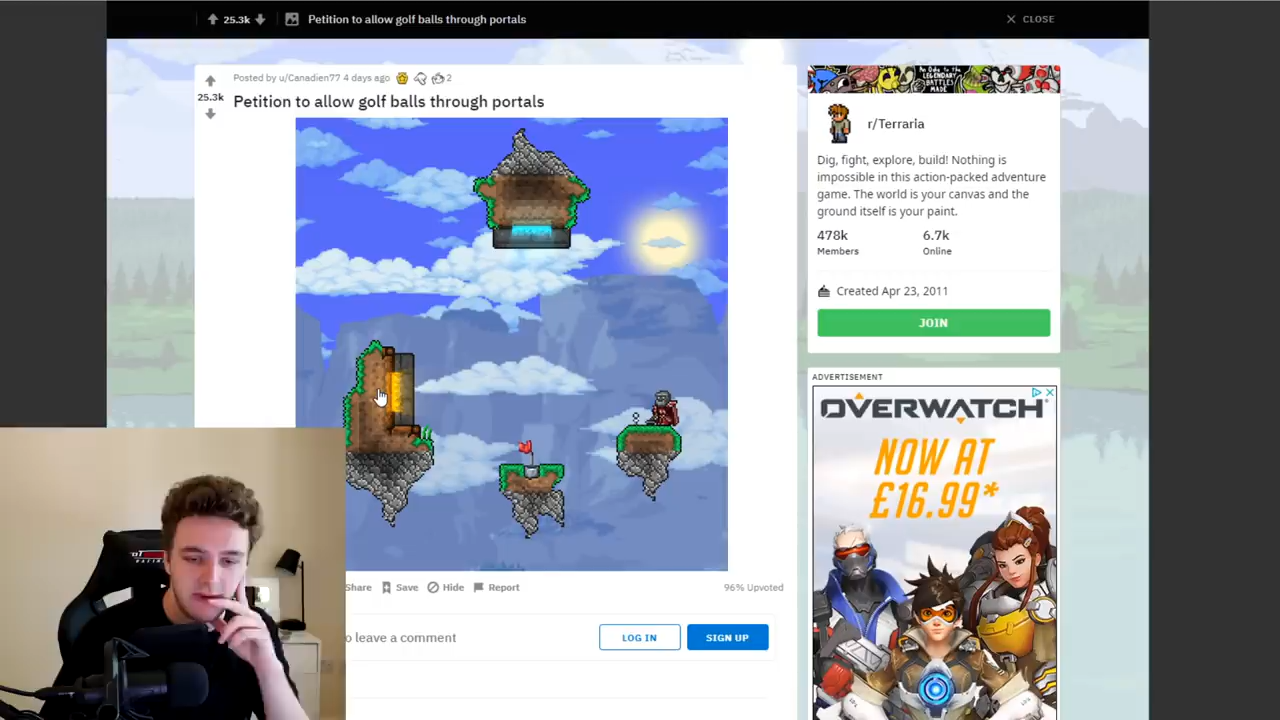 25.3k Petition to allow golf balls through portals CLOSE
Posted by u/Canadien77 4 days ago 2
25.3k
Petition to allow golf balls through portals
r/Terraria
Dig, fight, explore, build! Nothing is
impossible in this action-packed adventure
game. The world is your canvas and the
ground itself is your paint.
478k 6.7k
Members Online
Created Apr 23, 2011
JOIN
ADVERTISEMENT
OVERWATCH
NOW AT
£16.99*
Share Save Hide Report 96% Upvoted
o leave a comment LOG IN SIGN UP